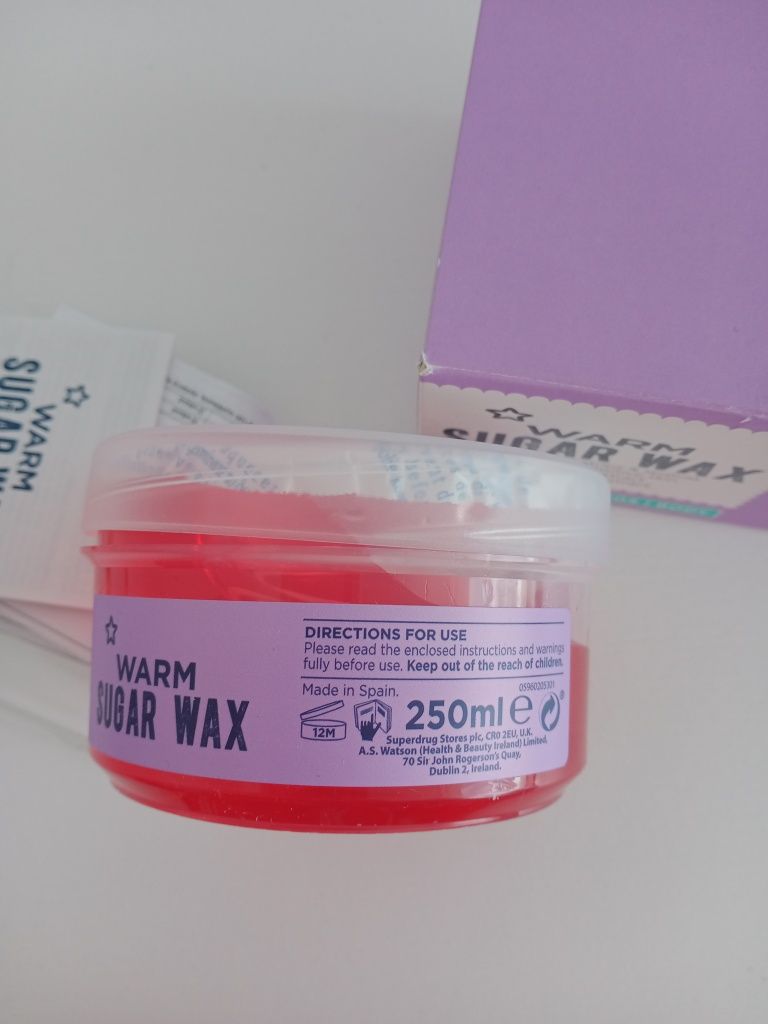 WARM
SUGAR WAX
WARM
SUGAR
WARM
SUGAR WAX
DIRECTIONS FOR USE
Please read the enclosed instructions and warnings
fully before use. Keep out of the reach of children.
Made in Spain.
05960205301
12M
250ml e
Superdrug Stores plc, CR0 2EU, U.K.
A.S. Watson (Health & Beauty Ireland) Limited,
70 Sir John Rogerson's Quay,
Dublin 2, Ireland.